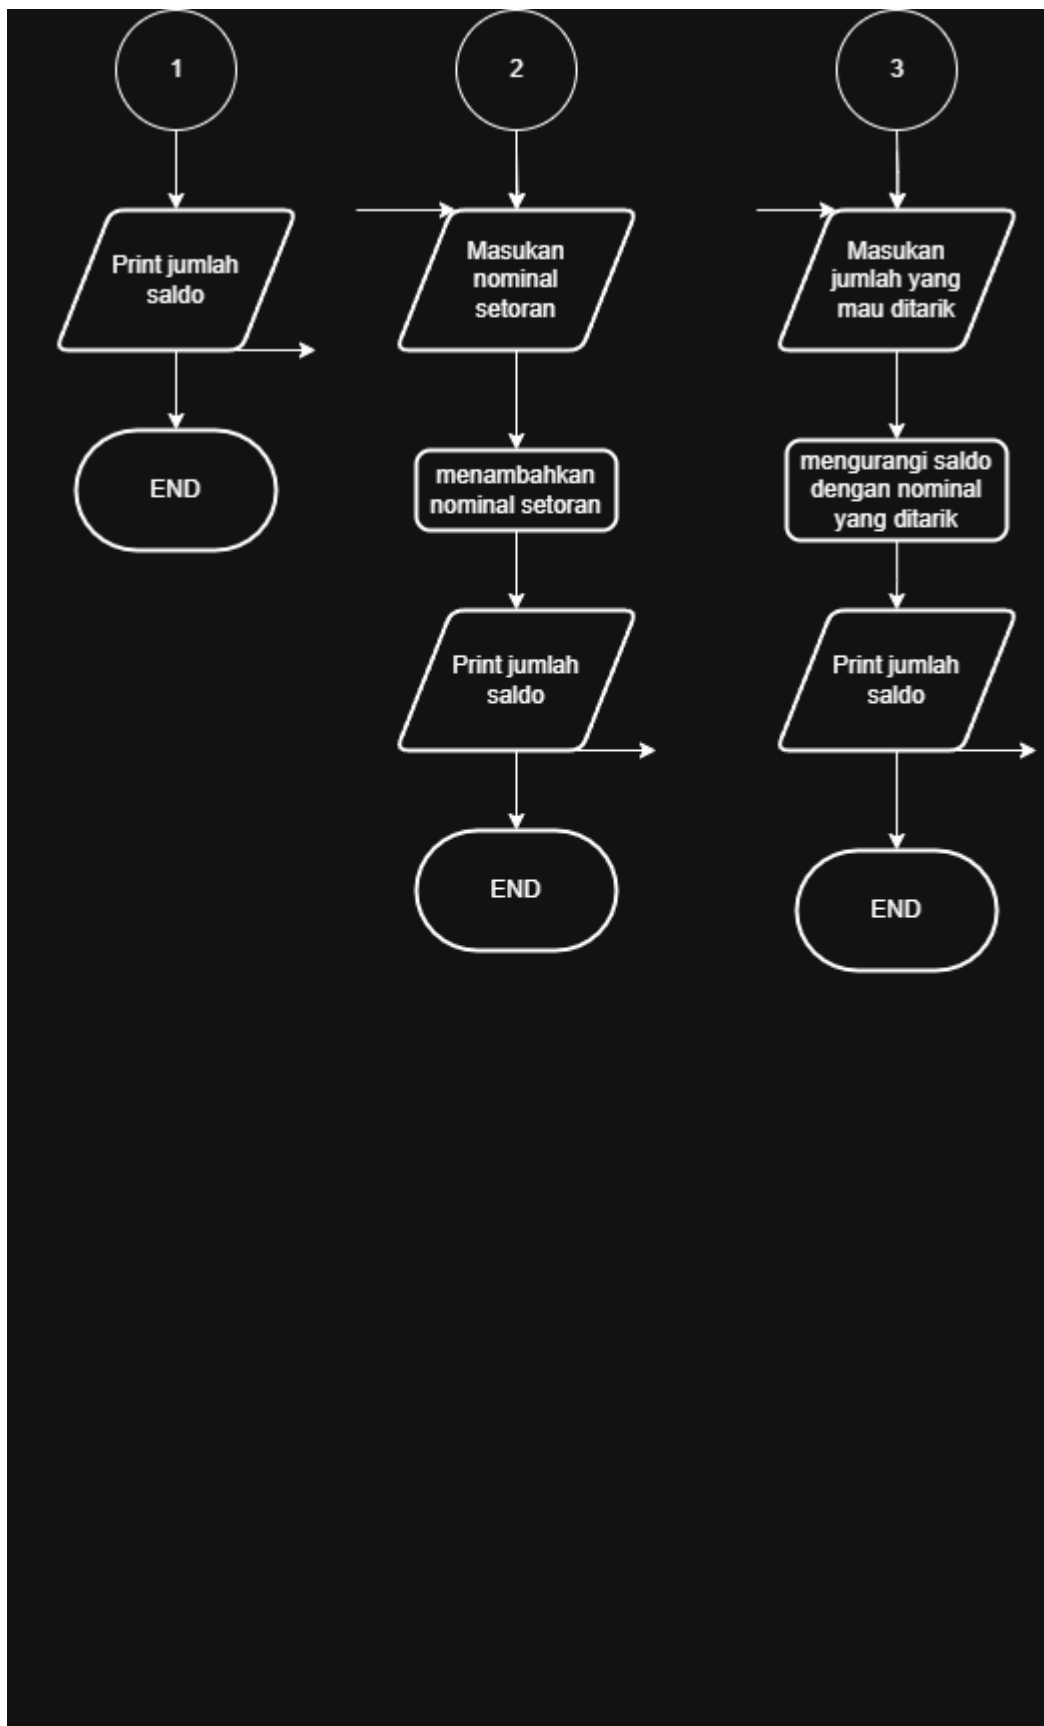 1
Print jumlah
saldo
END
2
Masukan
nominal
setoran
menambahkan
nominal setoran
Print jumlah
saldo
END
3
Masukan
jumlah yang
mau ditarik
mengurangi saldo
dengan nominal
yang ditarik
Print jumlah
saldo
END